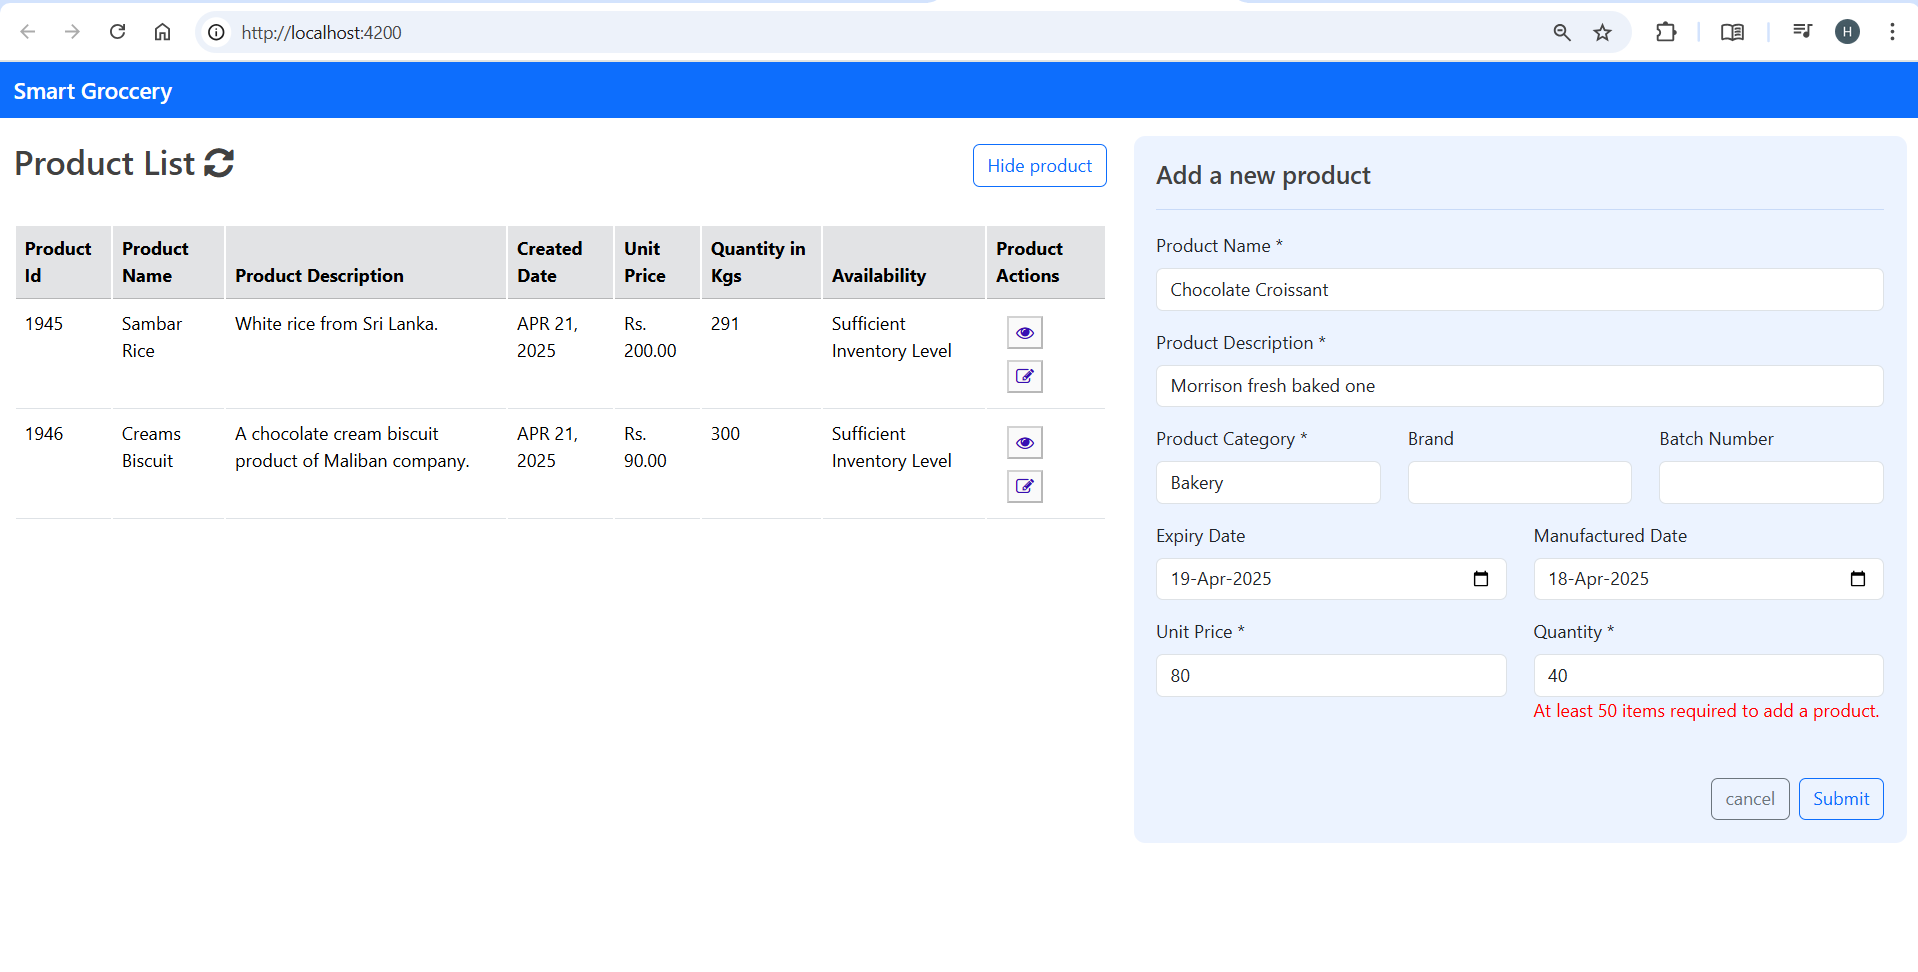 http://localhost:4200
H
Smart Groccery
Product List
Hide product
Product Id
Product Name
Product Description
Created Date
Unit Price
Quantity in Kgs
Availability
Product Actions
1945
Sambar Rice
White rice from Sri Lanka.
APR 21, 2025
Rs. 200.00
291
Sufficient Inventory Level
1946
Creams Biscuit
A chocolate cream biscuit
product of Maliban company.
APR 21, 2025
Rs. 90.00
300
Sufficient Inventory Level
Add a new product
Product Name *
Chocolate Croissant
Product Description *
Morrison fresh baked one
Product Category *
Brand
Batch Number
Bakery
Expiry Date
Manufactured Date
19-Apr-2025
18-Apr-2025
Unit Price *
Quantity *
80
40
At least 50 items required to add a product.
cancel
Submit